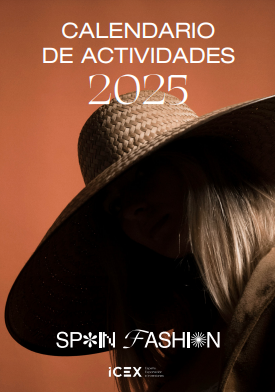 CALENDARIO
DE ACTIVIDADES
2025
SPAIN FASHION
icex